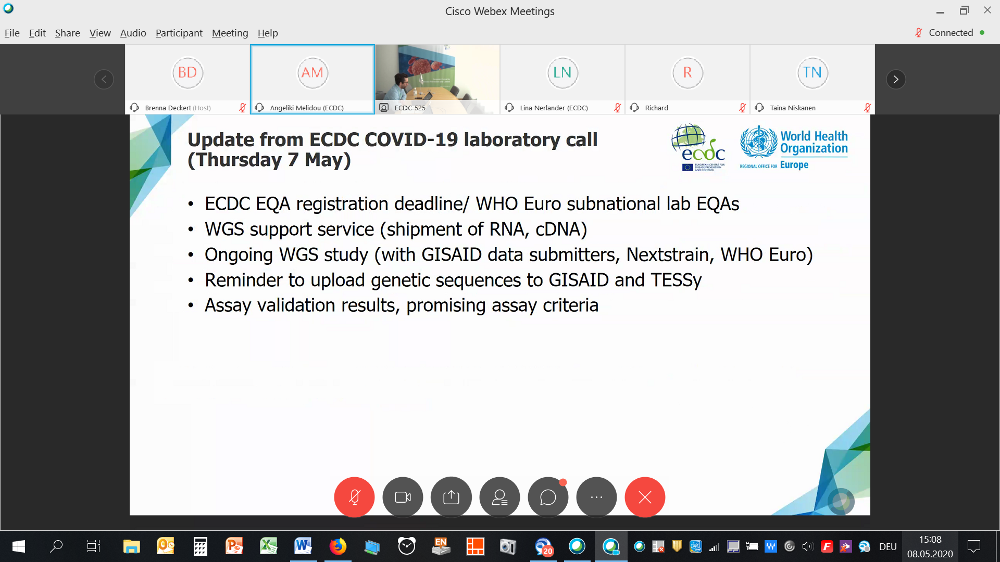 Cisco Webex Meetings
File Edit Share View Audio Participant Meeting Help
Connected
BD
AM
LN
R
TN
Brenna Deckert (Host)
Angeliki Melidou (ECDC)
ECDC-525
Lina Nerlander (ECDC)
Richard
Taina Niskanen
Update from ECDC COVID-19 laboratory call
(Thursday 7 May)
ecdc
EUROPEAN CENTRE FOR
DISEASE PREVENTION
AND CONTROL
World Health
Organization
REGIONAL OFFICE FOR Europe
• ECDC EQA registration deadline/ WHO Euro subnational lab EQAs
• WGS support service (shipment of RNA, cDNA)
• Ongoing WGS study (with GISAID data submitters, Nextstrain, WHO Euro)
• Reminder to upload genetic sequences to GISAID and TESSy
• Assay validation results, promising assay criteria
EN
20
DEU
15:08
08.05.2020